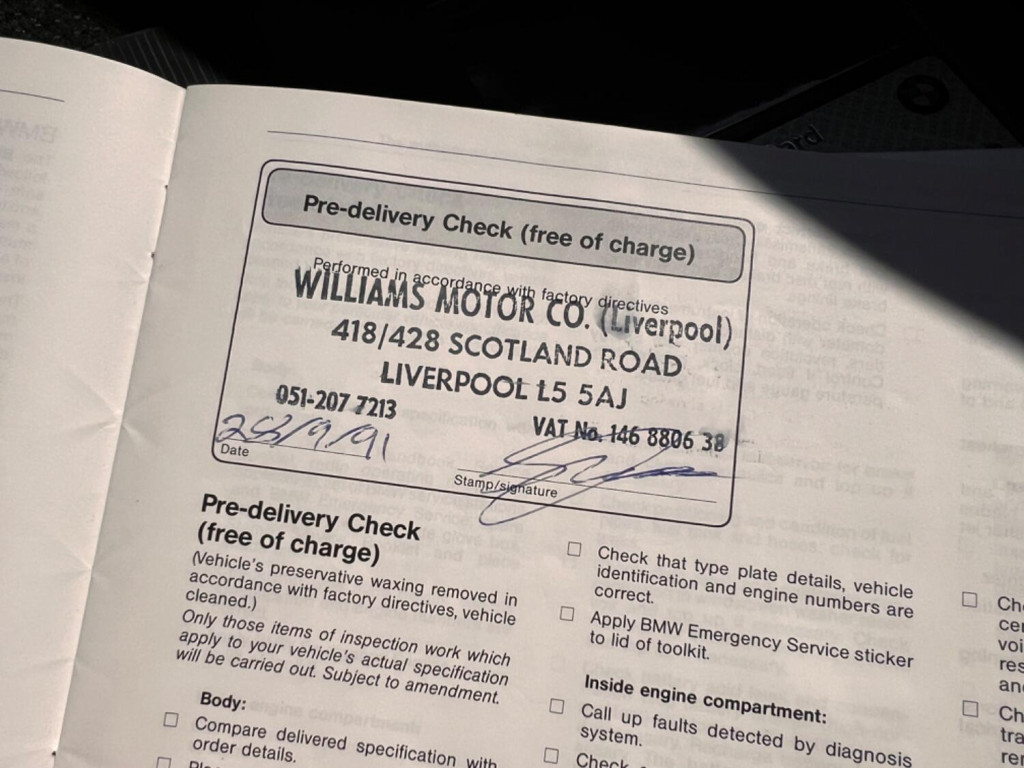 Pre-delivery Check (free of charge)
Performed in accordance with factory directives
WILLIAMS MOTOR CO. (Liverpool)
418/428 SCOTLAND ROAD
LIVERPOOL L5 5AJ
051-207 7213
VAT No. 146 8806 38
28/9/91
Date
Stamp/signature
Pre-delivery Check
(free of charge)
(Vehicle's preservative waxing removed in
accordance with factory directives, vehicle
cleaned.)
Only those items of inspection work which
apply to your vehicle's actual specification
will be carried out. Subject to amendment.
Body:
Compare delivered specification with
order details.
Check that type plate details, vehicle
identification and engine numbers are
correct.
Apply BMW Emergency Service sticker
to lid of toolkit.
Inside engine compartment:
Call up faults detected by diagnosis
system.
Check